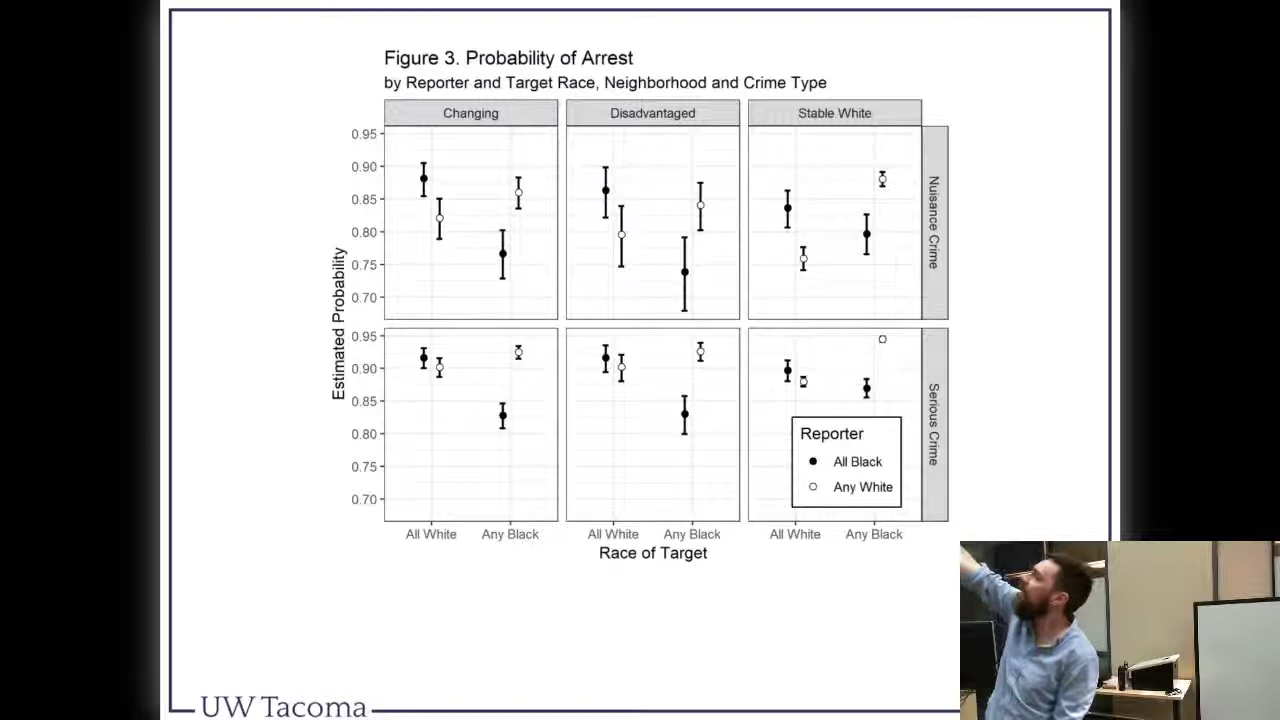 Figure 3. Probability of Arrest
by Reporter and Target Race, Neighborhood and Crime Type
Changing
Disadvantaged
Stable White
Estimated Probability
0.95
0.90
0.85
0.80
0.75
0.70
Nuisance Crime
0.95
0.90
0.85
0.80
0.75
0.70
Serious Crime
Reporter
All Black
Any White
All White
Any Black
All White
Any Black
All White
Any Black
Race of Target
UW Tacoma